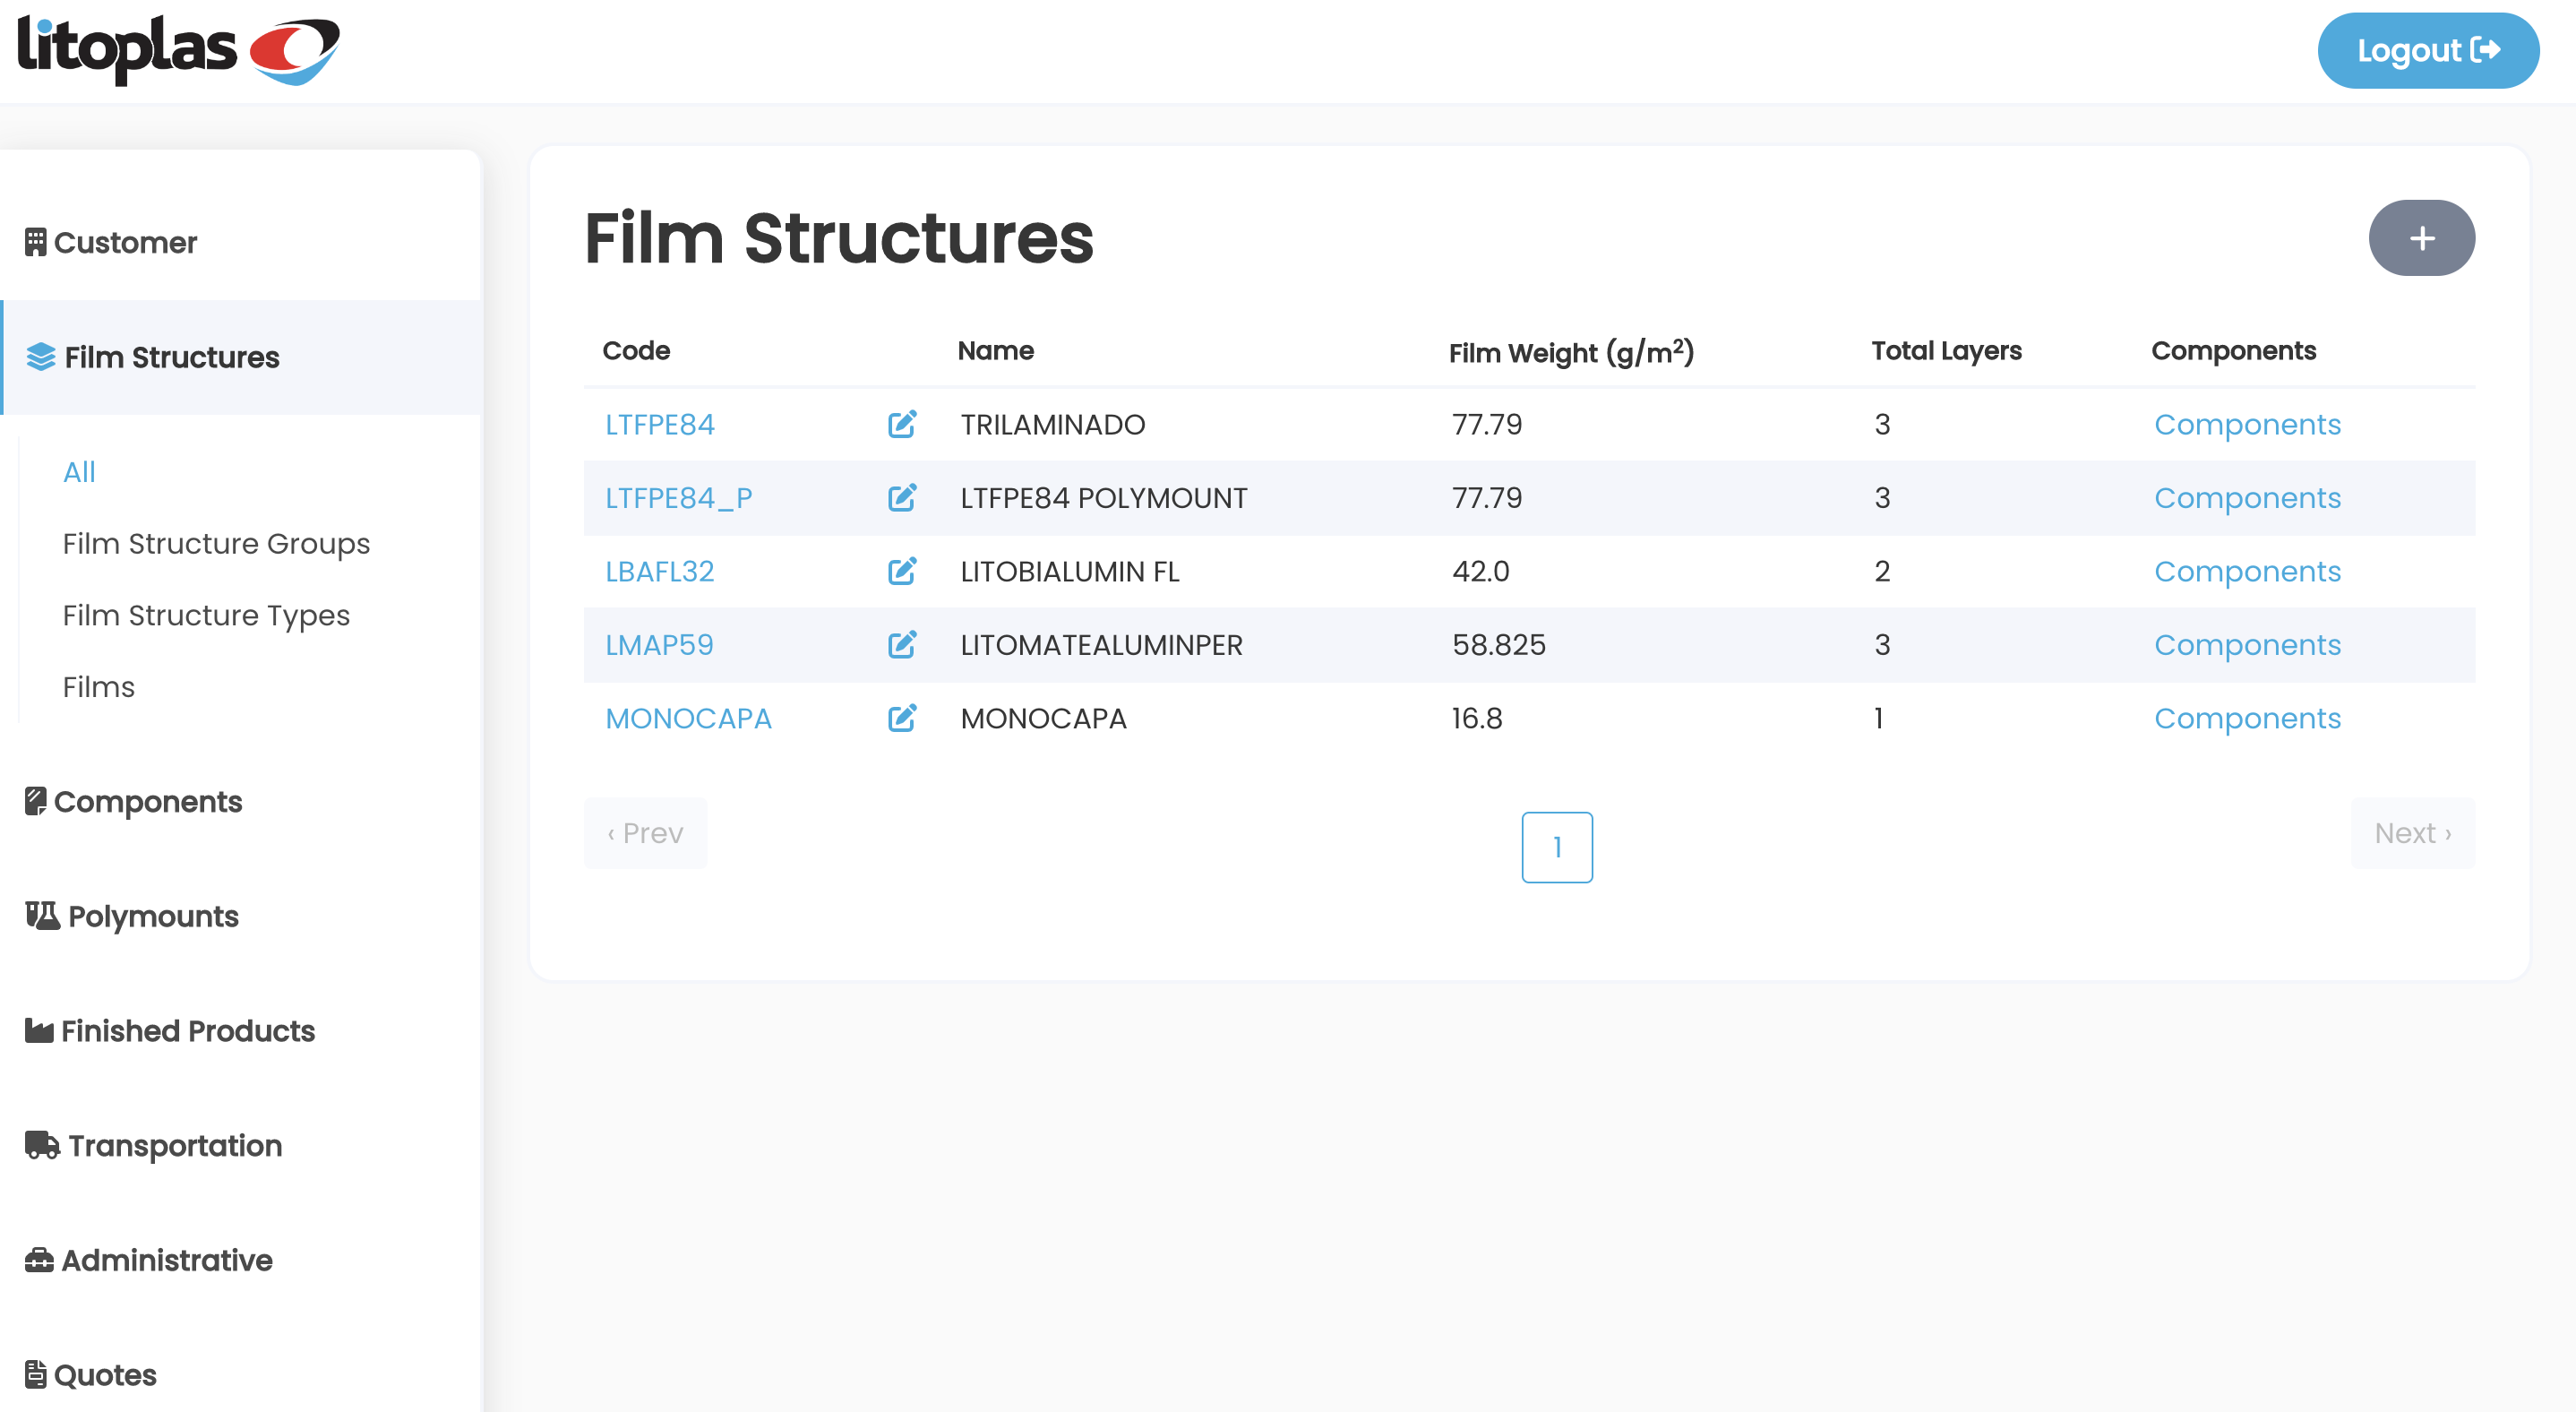 litoplas
Logout
Customer
Film Structures
All
Film Structure Groups
Film Structure Types
Films
Components
Polymounts
Finished Products
Transportation
Administrative
Quotes
Film Structures
+
Code Name Film Weight (g/m²) Total Layers Components
LTFPE84 TRILAMINADO 77.79 3 Components
LTFPE84_P LTFPE84 POLYMOUNT 77.79 3 Components
LBAFL32 LITOBIALUMIN FL 42.0 2 Components
LMAP59 LITOMATEALUMINPER 58.825 3 Components
MONOCAPA MONOCAPA 16.8 1 Components
‹ Prev 1 Next ›